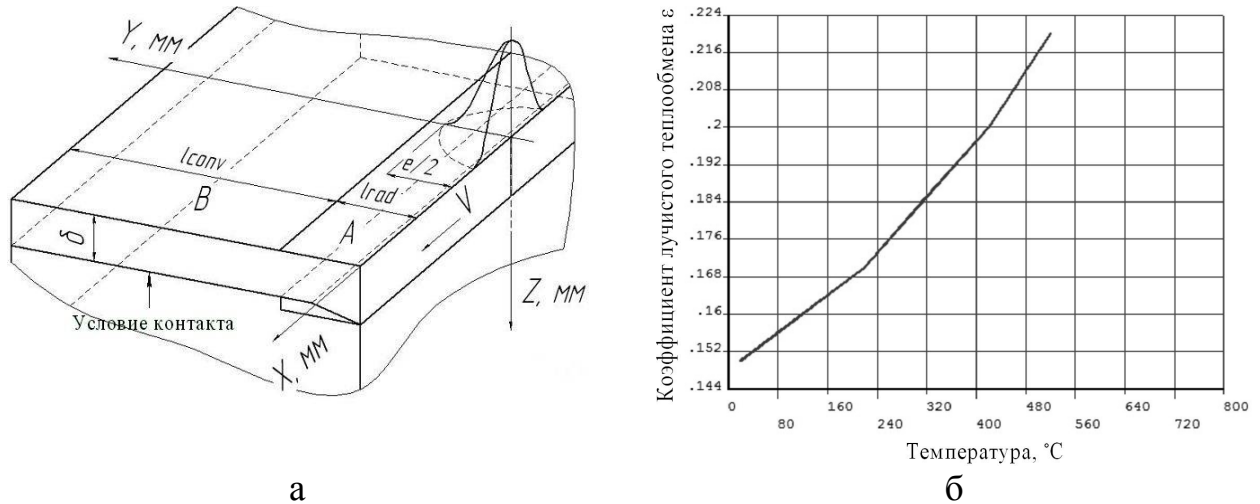 Y, мм
lconv
B
e/2
lrad
A
V
δ
Z, мм
Условие контакта
X, мм
а
Коэффициент лучистого теплообмена ε
.224
.216
.208
.2
.192
.184
.176
.168
.16
.152
.144
0
160
320
480
640
800
80
240
400
560
720
Температура, °С
б